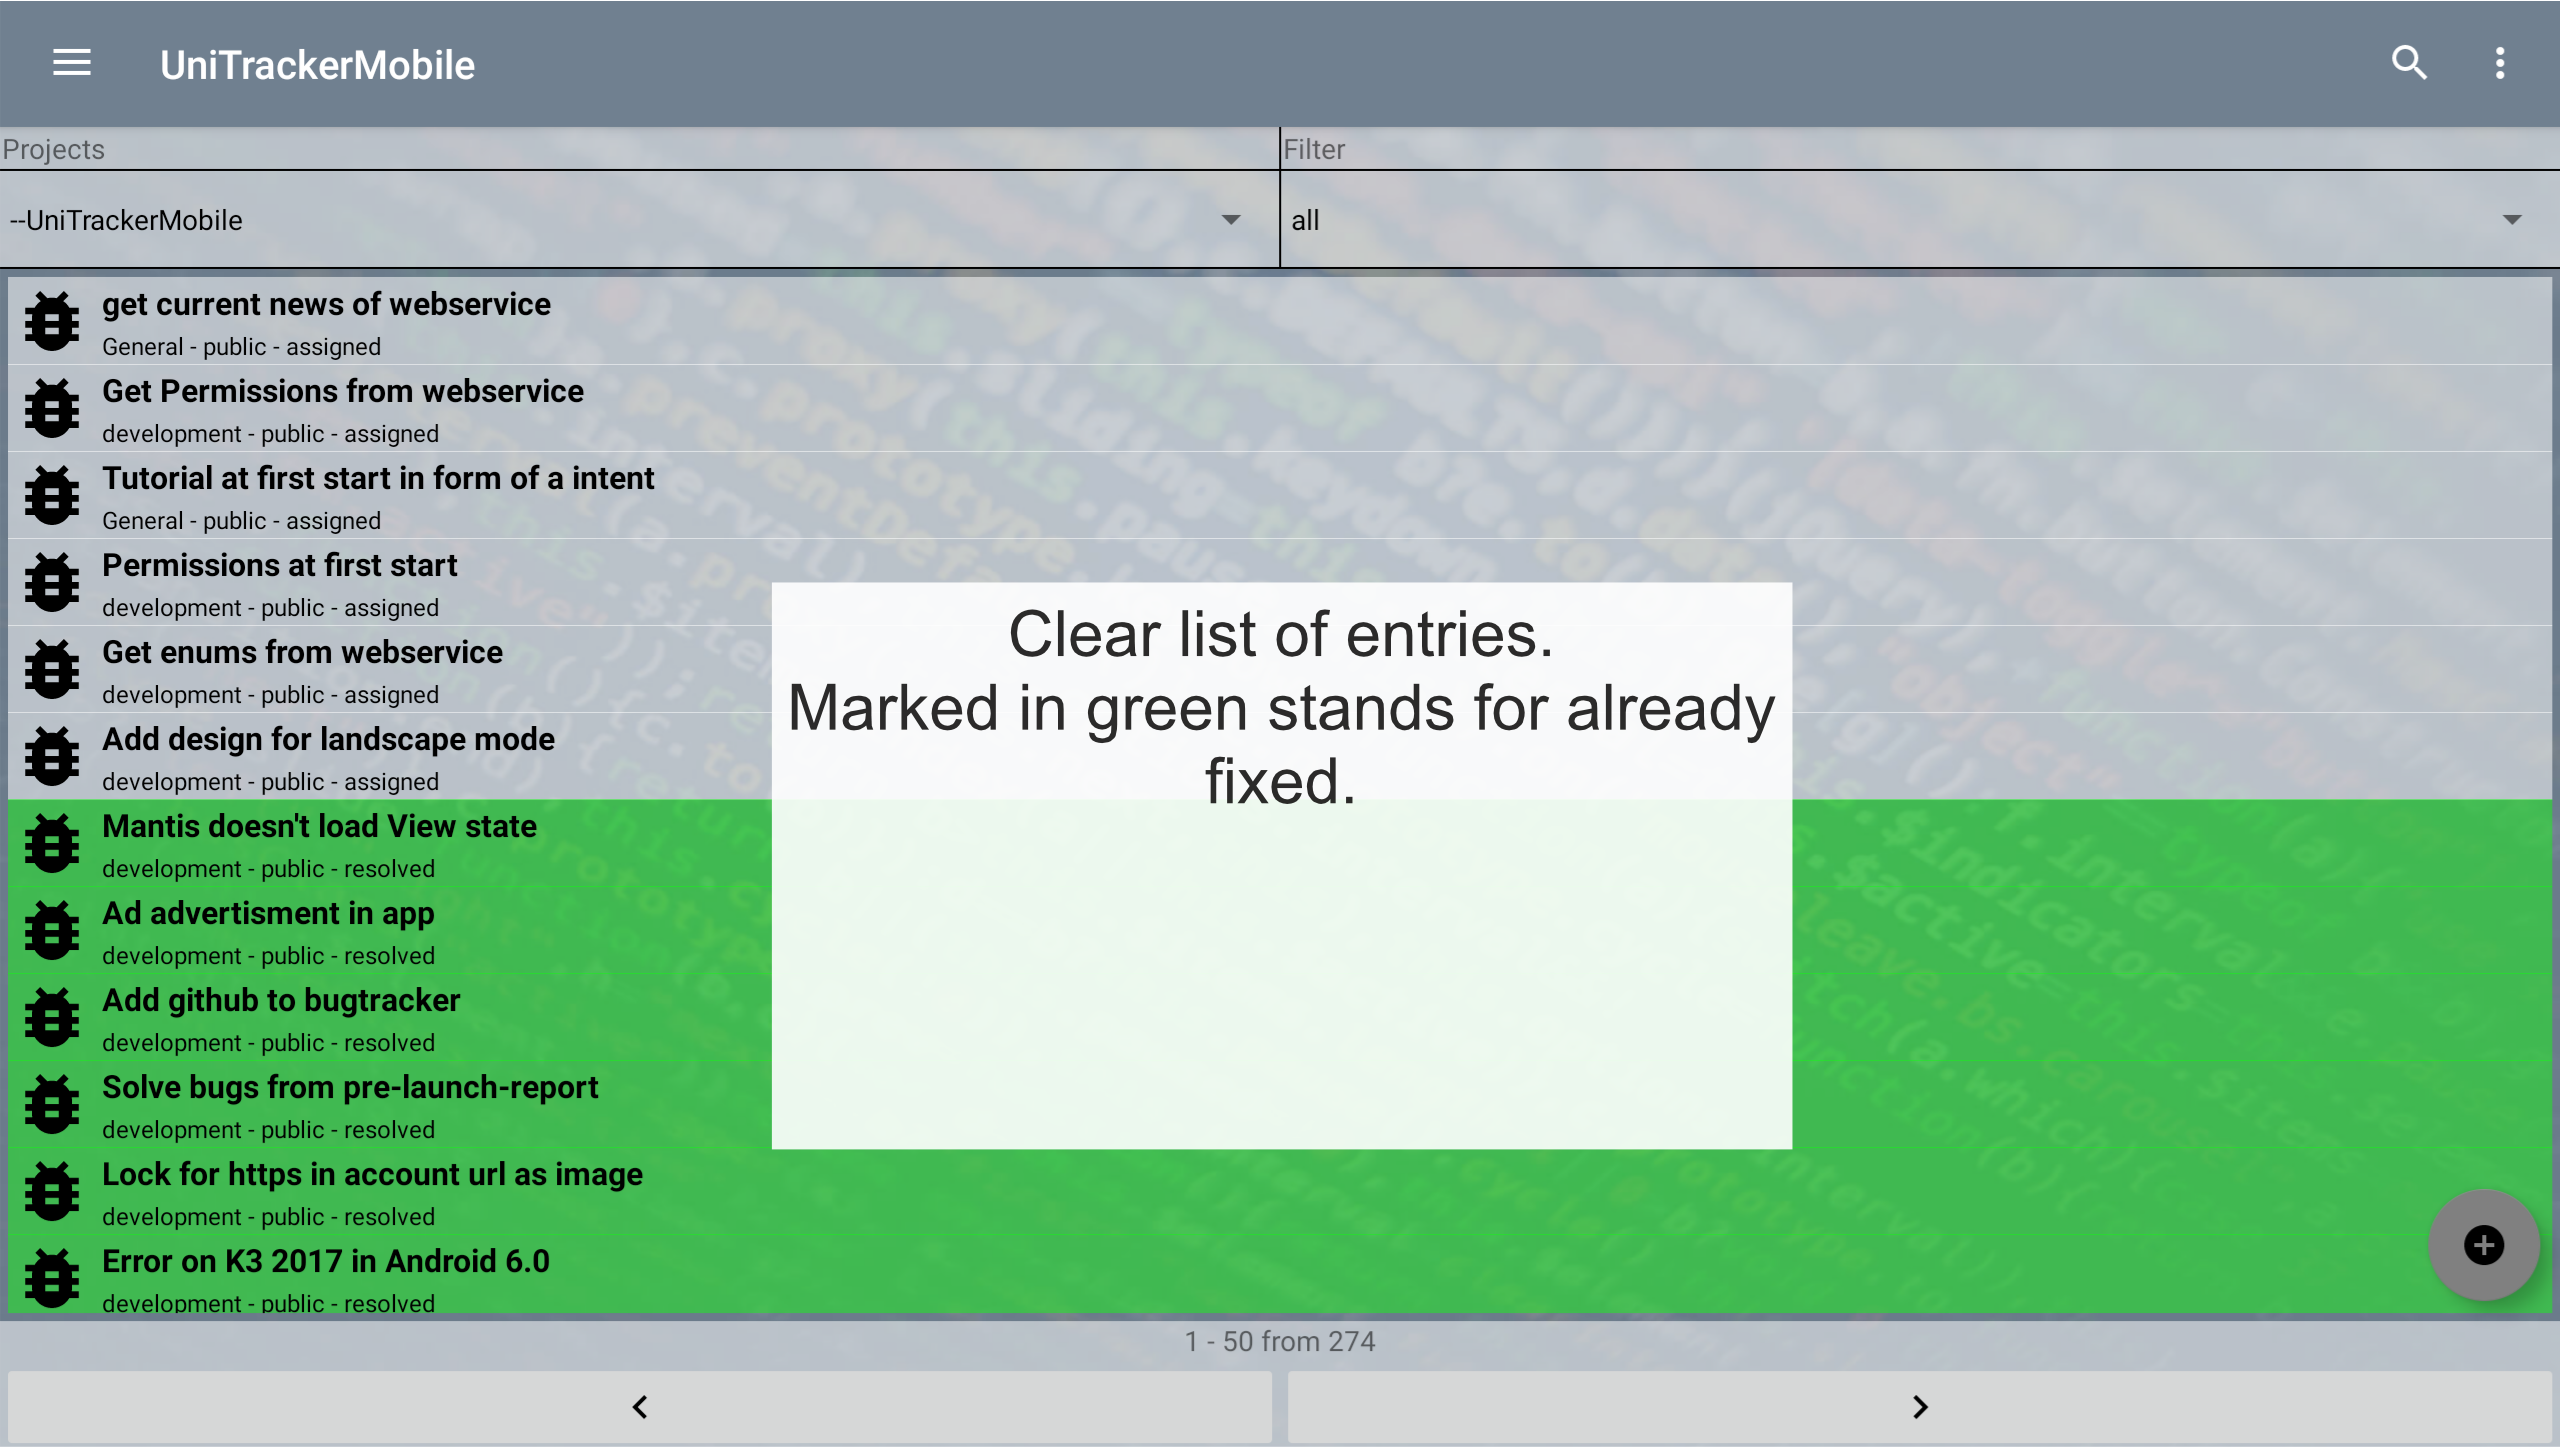 UniTrackerMobile
Projects
Filter
--UniTrackerMobile
all
get current news of webservice
General - public - assigned
Get Permissions from webservice
development - public - assigned
Tutorial at first start in form of a intent
General - public - assigned
Permissions at first start
development - public - assigned
Get enums from webservice
development - public - assigned
Add design for landscape mode
development - public - assigned
Mantis doesn't load View state
development - public - resolved
Ad advertisment in app
development - public - resolved
Add github to bugtracker
development - public - resolved
Solve bugs from pre-launch-report
development - public - resolved
Lock for https in account url as image
development - public - resolved
Error on K3 2017 in Android 6.0
development - public - resolved
Clear list of entries.
Marked in green stands for already
fixed.
1 - 50 from 274